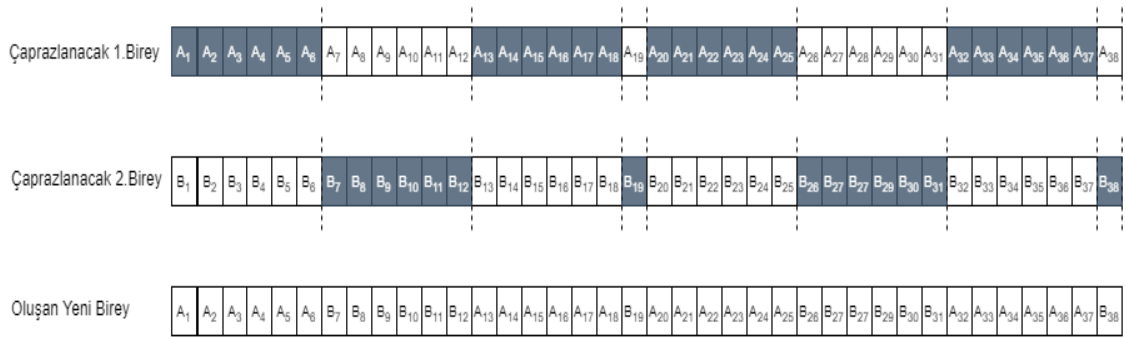 Çaprazlanacak 1.Birey A1 A2 A3 A4 A5 A6 A7 A8 A9 A10 A11 A12 A13 A14 A15 A16 A17 A18 A19 A20 A21 A22 A23 A24 A25 A26 A27 A28 A29 A30 A31 A32 A33 A34 A35 A36 A37 A38
Çaprazlanacak 2.Birey B1 B2 B3 B4 B5 B6 B7 B8 B9 B10 B11 B12 B13 B14 B15 B16 B17 B18 B19 B20 B21 B22 B23 B24 B25 B26 B27 B27 B29 B30 B31 B32 B33 B34 B35 B36 B37 B38
Oluşan Yeni Birey A1 A2 A3 A4 A5 A6 B7 B8 B9 B10 B11 B12 A13 A14 A15 A16 A17 A18 B19 A20 A21 A22 A23 A24 A25 B26 B27 B27 B29 B30 B31 A32 A33 A34 A35 A36 A37 B38